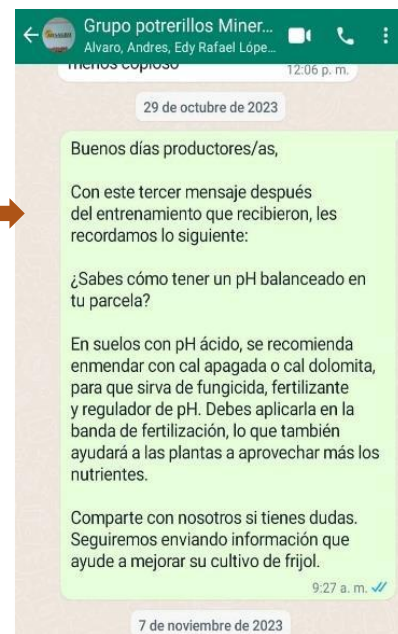 Grupo potrerillos Miner...
Alvaro, Andres, Edy Rafael Lópe...
menos copioso
12:06 p. m.
29 de octubre de 2023
Buenos días productores/as,
Con este tercer mensaje después
del entrenamiento que recibieron, les
recordamos lo siguiente:
¿Sabes cómo tener un pH balanceado en
tu parcela?
En suelos con pH ácido, se recomienda
enmendar con cal apagada o cal dolomita,
para que sirva de fungicida, fertilizante
y regulador de pH. Debes aplicarla en la
banda de fertilización, lo que también
ayudará a las plantas a aprovechar más los
nutrientes.
Comparte con nosotros si tienes dudas.
Seguiremos enviando información que
ayude a mejorar su cultivo de frijol.
9:27 a. m.
7 de noviembre de 2023